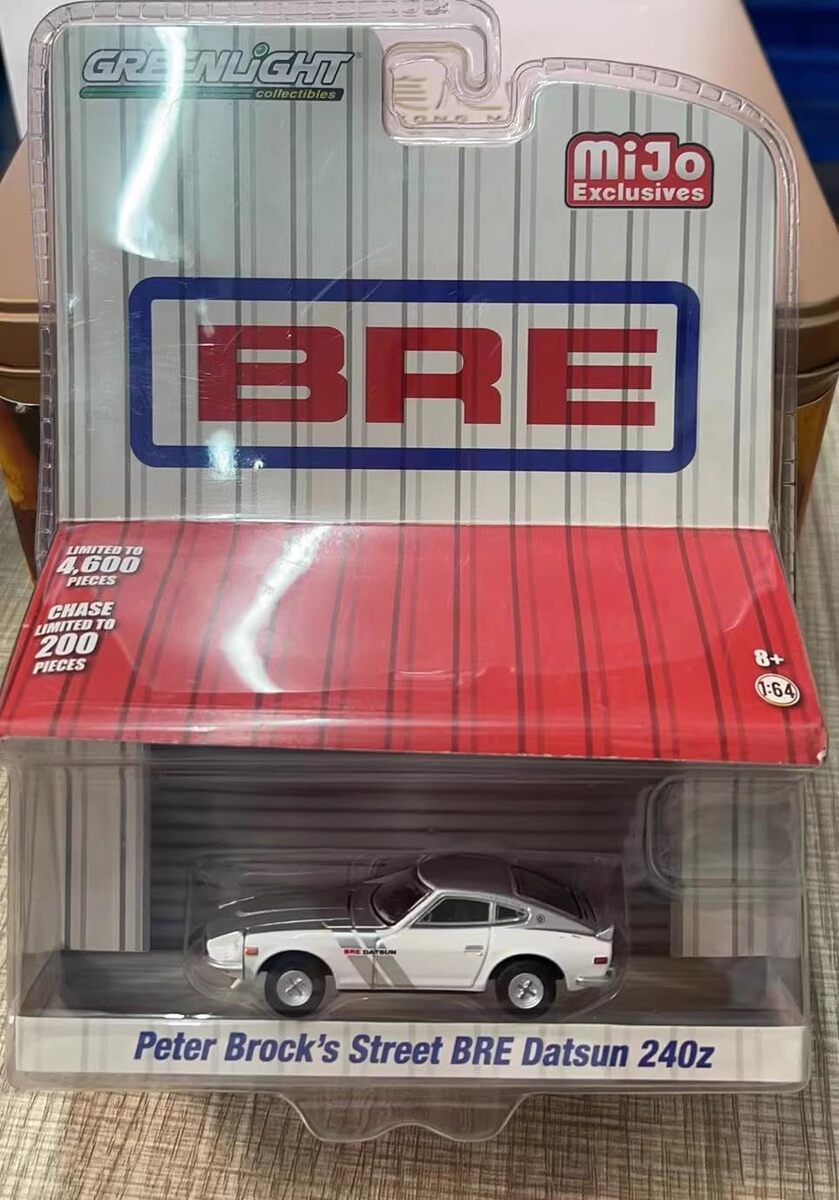 GREENLiGHT
collectibles
MiJo
Exclusives
BRE
LIMITED TO
4,600
PIECES
CHASE
LIMITED TO
200
PIECES
8+
1:64
BRE DATSUN
Peter Brock's Street BRE Datsun 240z